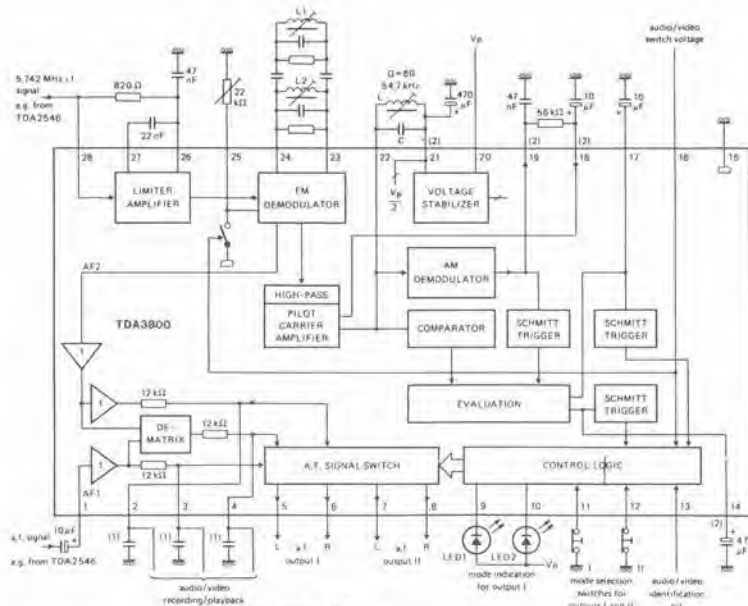 L1
audio/video
switch voltage
5,742 MHz
signal
e.g. from
TDA2546
820 Ω
47
nF
22
kΩ
L2
Q=80
54,7 kHz
L
C
Vp
470
µF
47
nF
56 kΩ
10
µF
10
µF
22 nF
(2)
(2)
(2)
28
27
26
25
24
23
22
21
20
19
18
17
16
15
Vp
2
LIMITER
AMPLIFIER
FM
DEMODULATOR
VOLTAGE
STABILIZER
AF2
AM
DEMODULATOR
HIGH-PASS
PILOT
CARRIER
AMPLIFIER
TDA3800
COMPARATOR
SCHMITT
TRIGGER
SCHMITT
TRIGGER
1
EVALUATION
SCHMITT
TRIGGER
1
12 kΩ
DE-
MATRIX
12 kΩ
1
12 kΩ
A.F. SIGNAL SWITCH
CONTROL LOGIC
AF1
1
2
3
4
5
6
7
8
9
10
11
12
13
14
a.f. signal
10 µF
e.g. from TDA2546
(1)
(1)
(1)
audio/video
recording/playback
L
R
a.f.
output I
L
R
a.f.
output II
LED1
LED2
Vp
mode indication
for output I
I
II
mode selection
switches for
audio/video
identification
(2)
4,7
µF